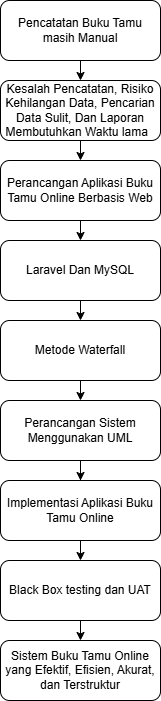 Pencatatan Buku Tamu
masih Manual
Kesalah Pencatatan, Risiko
Kehilangan Data, Pencarian
Data Sulit, Dan Laporan
Membutuhkan Waktu lama
Perancangan Aplikasi Buku
Tamu Online Berbasis Web
Laravel Dan MySQL
Metode Waterfall
Perancangan Sistem
Menggunakan UML
Implementasi Aplikasi Buku
Tamu Online
Black Box testing dan UAT
Sistem Buku Tamu Online
yang Efektif, Efisien, Akurat,
dan Terstruktur